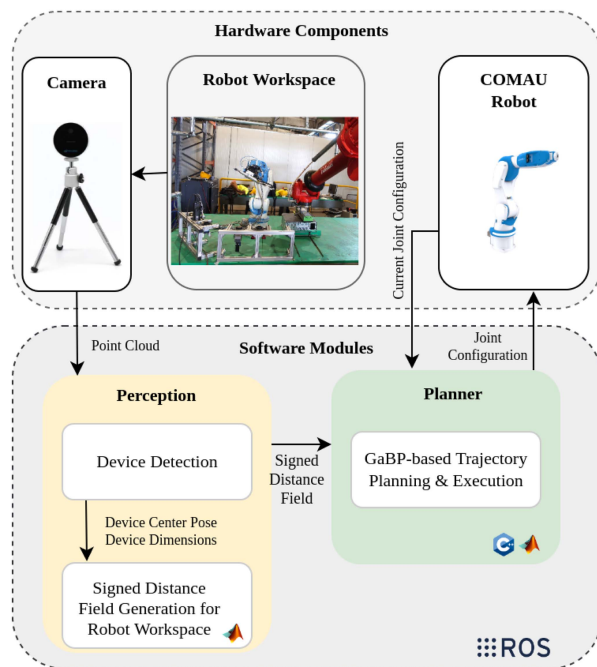 Hardware Components
Camera
Robot Workspace
COMAU
Robot
Current Joint Configuration
Point Cloud
Joint
Configuration
Software Modules
Perception
Device Detection
Device Center Pose
Device Dimensions
Signed Distance
Field Generation for
Robot Workspace
Signed
Distance
Field
Planner
GaBP-based Trajectory
Planning & Execution
C++
ROS